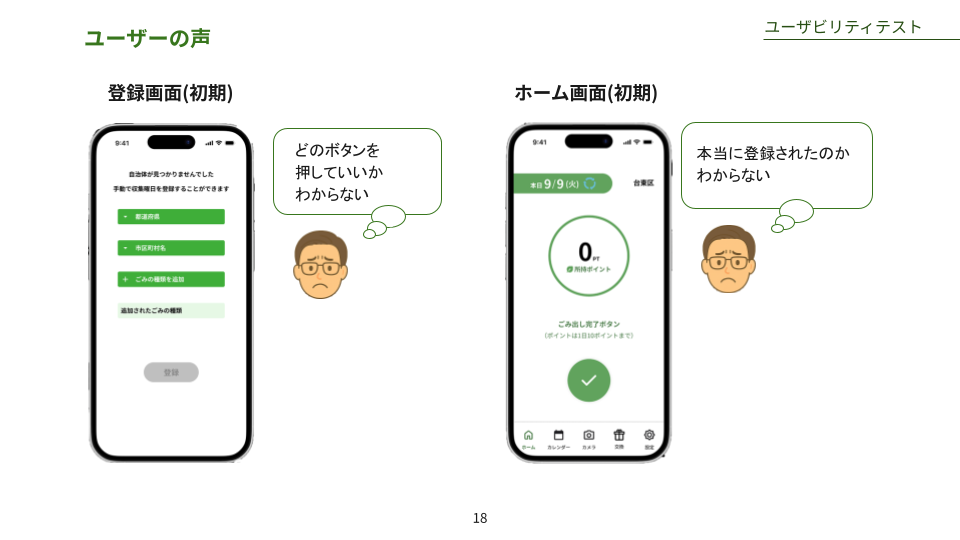 ユーザーの声
ユーザビリティテスト
登録画面(初期)
9:41
自治体が見つかりませんでした
手動で収集曜日を登録することができます
都道府県
市区町村名
ごみの種類を追加
追加されたごみの種類
登録
どのボタンを
押していいか
わからない
ホーム画面(初期)
9:41
本日 9/9 (火)
台東区
0 PT
所持ポイント
ごみ出し完了ボタン
(ポイントは1日10ポイントまで)
ホーム
カレンダー
カメラ
交換
設定
本当に登録されたのか
わからない
18